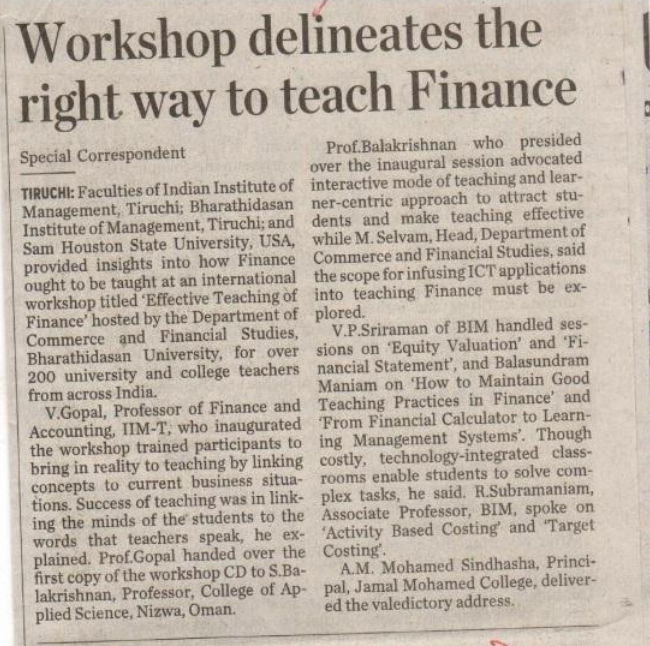 Workshop delineates the
right way to teach Finance
Special Correspondent
TIRUCHI: Faculties of Indian Institute of
Management, Tiruchi; Bharathidasan
Institute of Management, Tiruchi; and
Sam Houston State University, USA,
provided insights into how Finance
ought to be taught at an international
workshop titled ‘Effective Teaching of
Finance’ hosted by the Department of
Commerce and Financial Studies,
Bharathidasan University, for over
200 university and college teachers
from across India.
V.Gopal, Professor of Finance and
Accounting, IIM-T, who inaugurated
the workshop trained participants to
bring in reality to teaching by linking
concepts to current business situa-
tions. Success of teaching was in link-
ing the minds of the students to the
words that teachers speak, he ex-
plained. Prof.Gopal handed over the
first copy of the workshop CD to S.Ba-
lakrishnan, Professor, College of Ap-
plied Science, Nizwa, Oman.
Prof.Balakrishnan who presided
over the inaugural session advocated
interactive mode of teaching and lear-
ner-centric approach to attract stu-
dents and make teaching effective
while M. Selvam, Head, Department of
Commerce and Financial Studies, said
the scope for infusing ICT applications
into teaching Finance must be ex-
plored.
V.P.Sriraman of BIM handled ses-
sions on ‘Equity Valuation’ and ‘Fi-
nancial Statement’, and Balasundram
Maniam on ‘How to Maintain Good
Teaching Practices in Finance’ and
‘From Financial Calculator to Learn-
ing Management Systems’. Though
costly, technology-integrated class-
rooms enable students to solve com-
plex tasks, he said. R.Subramaniam,
Associate Professor, BIM, spoke on
‘Activity Based Costing’ and ‘Target
Costing’.
A.M. Mohamed Sindhasha, Princi-
pal, Jamal Mohamed College, deliver-
ed the valedictory address.